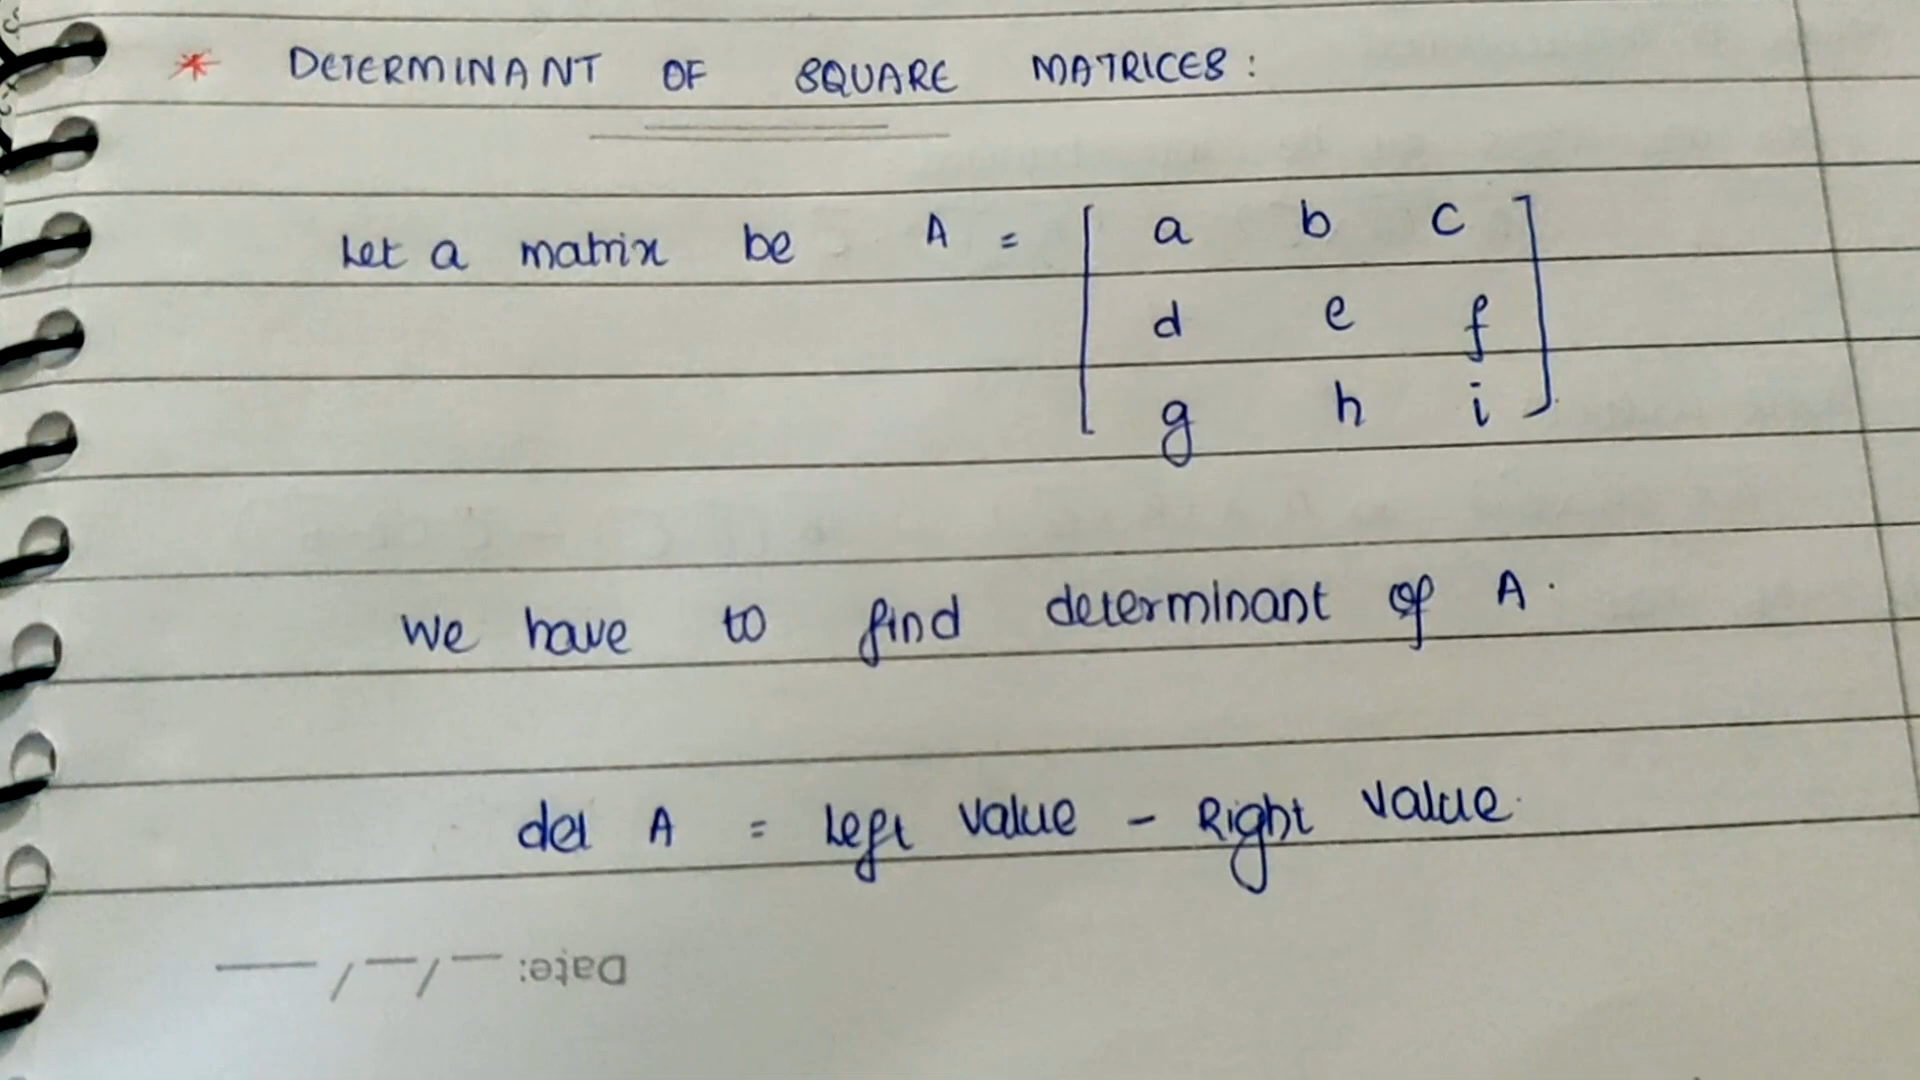 * DETERMINANT OF SQUARE MATRICES:
Let a matrix be A = [ a b c
d e f
g h i ]
We have to find determinant of A.
det A = Left value - Right value.
Date: __/__/__